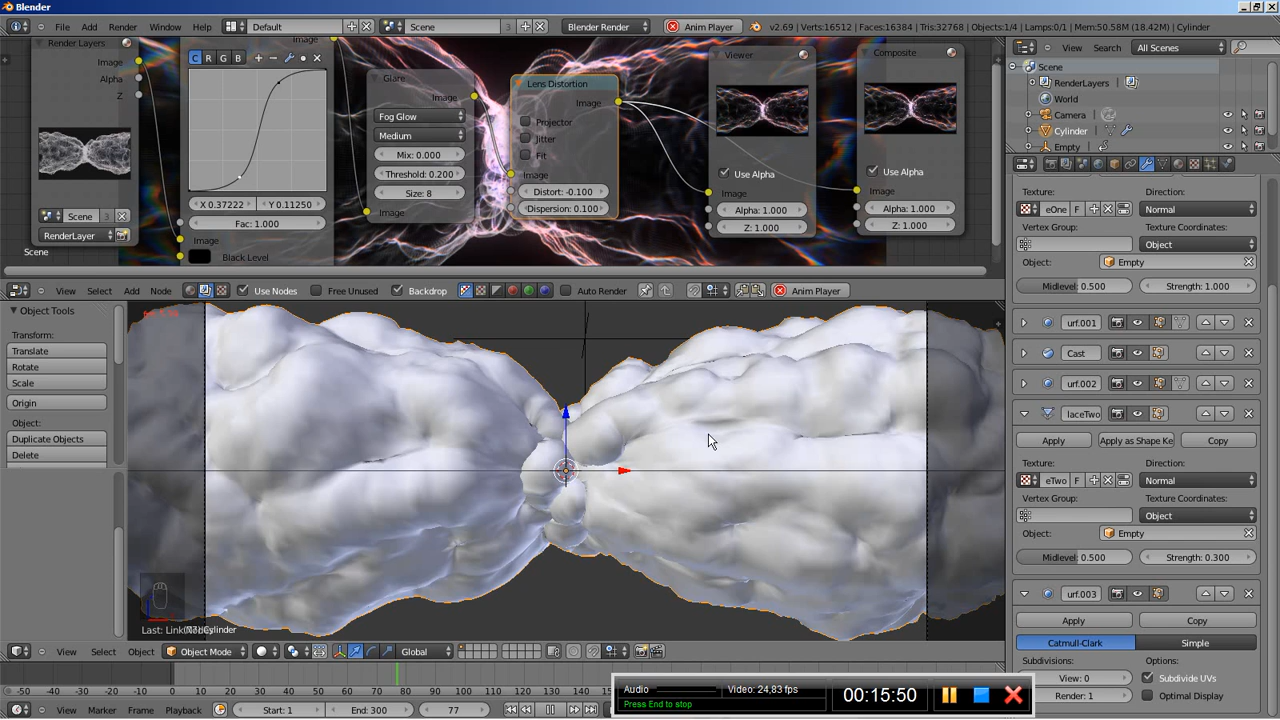 Blender
File Add Render Window Help Default Scene 3 Blender Render Anim Player v2.69 | Verts:16512 | Faces:16384 | Tris:32768 | Objects:1/4 | Lamps:0/1 | Mem:50.58M (18.42M) | Cylinder
Render Layers
Image
Alpha
Z
Scene 3
RenderLayer
Scene
Image
C R G B
X 0.37222 Y 0.11250
Fac: 1.000
Image
Black Level
Glare
Image
Fog Glow
Medium
Mix: 0.000
Threshold: 0.200
Size: 8
Image
Lens Distortion
Image
Projector
Jitter
Fit
Image
Distort: -0.100
Dispersion: 0.100
Viewer
Use Alpha
Image
Alpha: 1.000
Z: 1.000
Composite
Use Alpha
Image
Alpha: 1.000
Z: 1.000
View Select Add Node Use Nodes Free Unused Backdrop Auto Render Anim Player
Object Tools
Transform:
Translate
Rotate
Scale
Origin
Object:
Duplicate Objects
Delete
View Select Object Object Mode Global
-50 -40 -30 -20 -10 0 10 20 30 40 50 60 70 80 90 100 110 120 130
View Marker Frame Playback Start: 1 End: 300 77
Audio
Press End to stop
Video: 24,83 fps
00:15:50
View Search All Scenes
Scene
RenderLayers
World
Camera
Cylinder
Empty
Texture: Direction:
eOne F Normal
Vertex Group: Texture Coordinates:
Object
Object: Empty
Midlevel: 0.500 Strength: 1.000
urf.001
Cast
urf.002
laceTwo
Apply Apply as Shape Ke Copy
Texture: Direction:
eTwo F Normal
Vertex Group: Texture Coordinates:
Object
Object: Empty
Midlevel: 0.500 Strength: 0.300
urf.003
Apply Copy
Catmull-Clark Simple
Subdivisions: Options:
View: 0 Subdivide UVs
Render: 1 Optimal Display